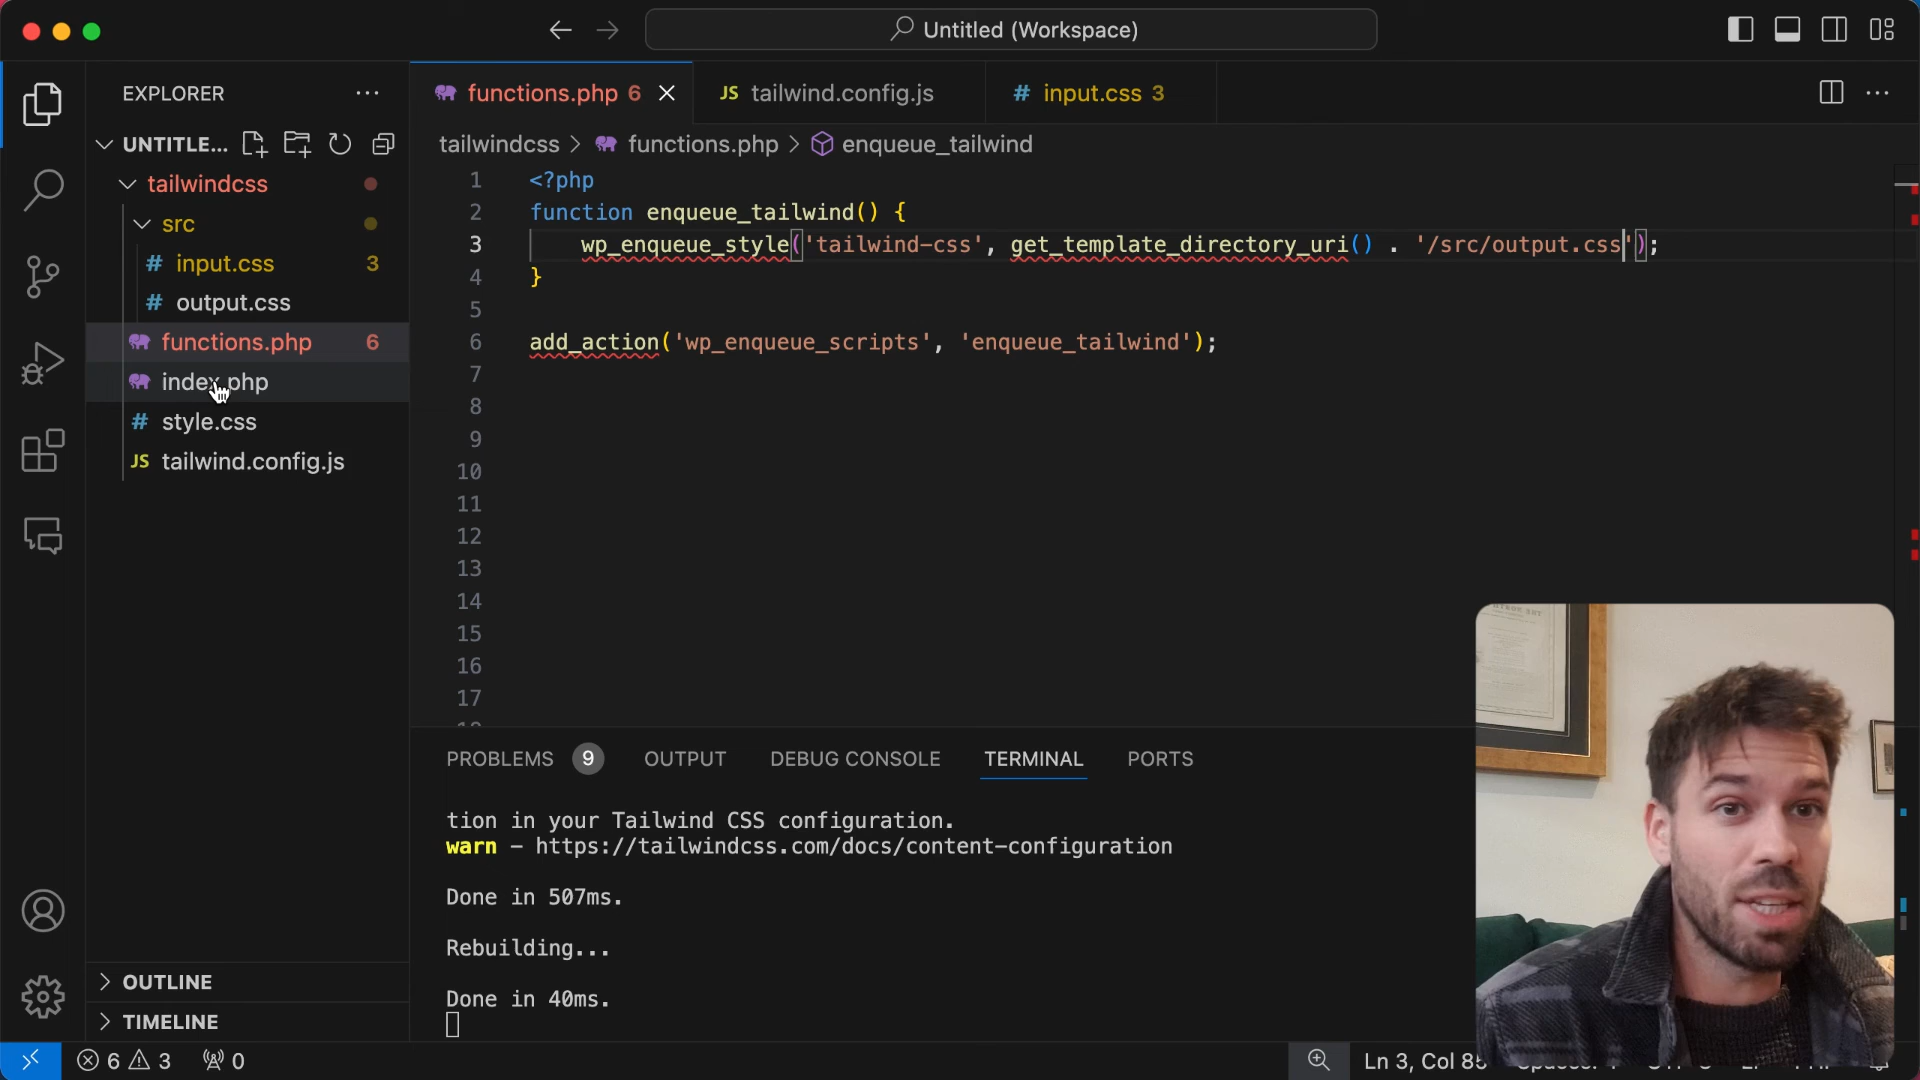 Untitled (Workspace)
EXPLORER
functions.php 6
JS tailwind.config.js
# input.css 3
UNTITLE...
tailwindcss > functions.php > enqueue_tailwind
tailwindcss
src
# input.css 3
# output.css
functions.php 6
index.php
# style.css
JS tailwind.config.js
1 <?php
2 function enqueue_tailwind() {
3 wp_enqueue_style('tailwind-css', get_template_directory_uri() . '/src/output.css');
4 }
5
6 add_action('wp_enqueue_scripts', 'enqueue_tailwind');
7
8
9
10
11
12
13
14
15
16
17
PROBLEMS 9 OUTPUT DEBUG CONSOLE TERMINAL PORTS
tion in your Tailwind CSS configuration.
warn - https://tailwindcss.com/docs/content-configuration
Done in 507ms.
Rebuilding...
Done in 40ms.
OUTLINE
TIMELINE
6 3 0
Ln 3, Col 85